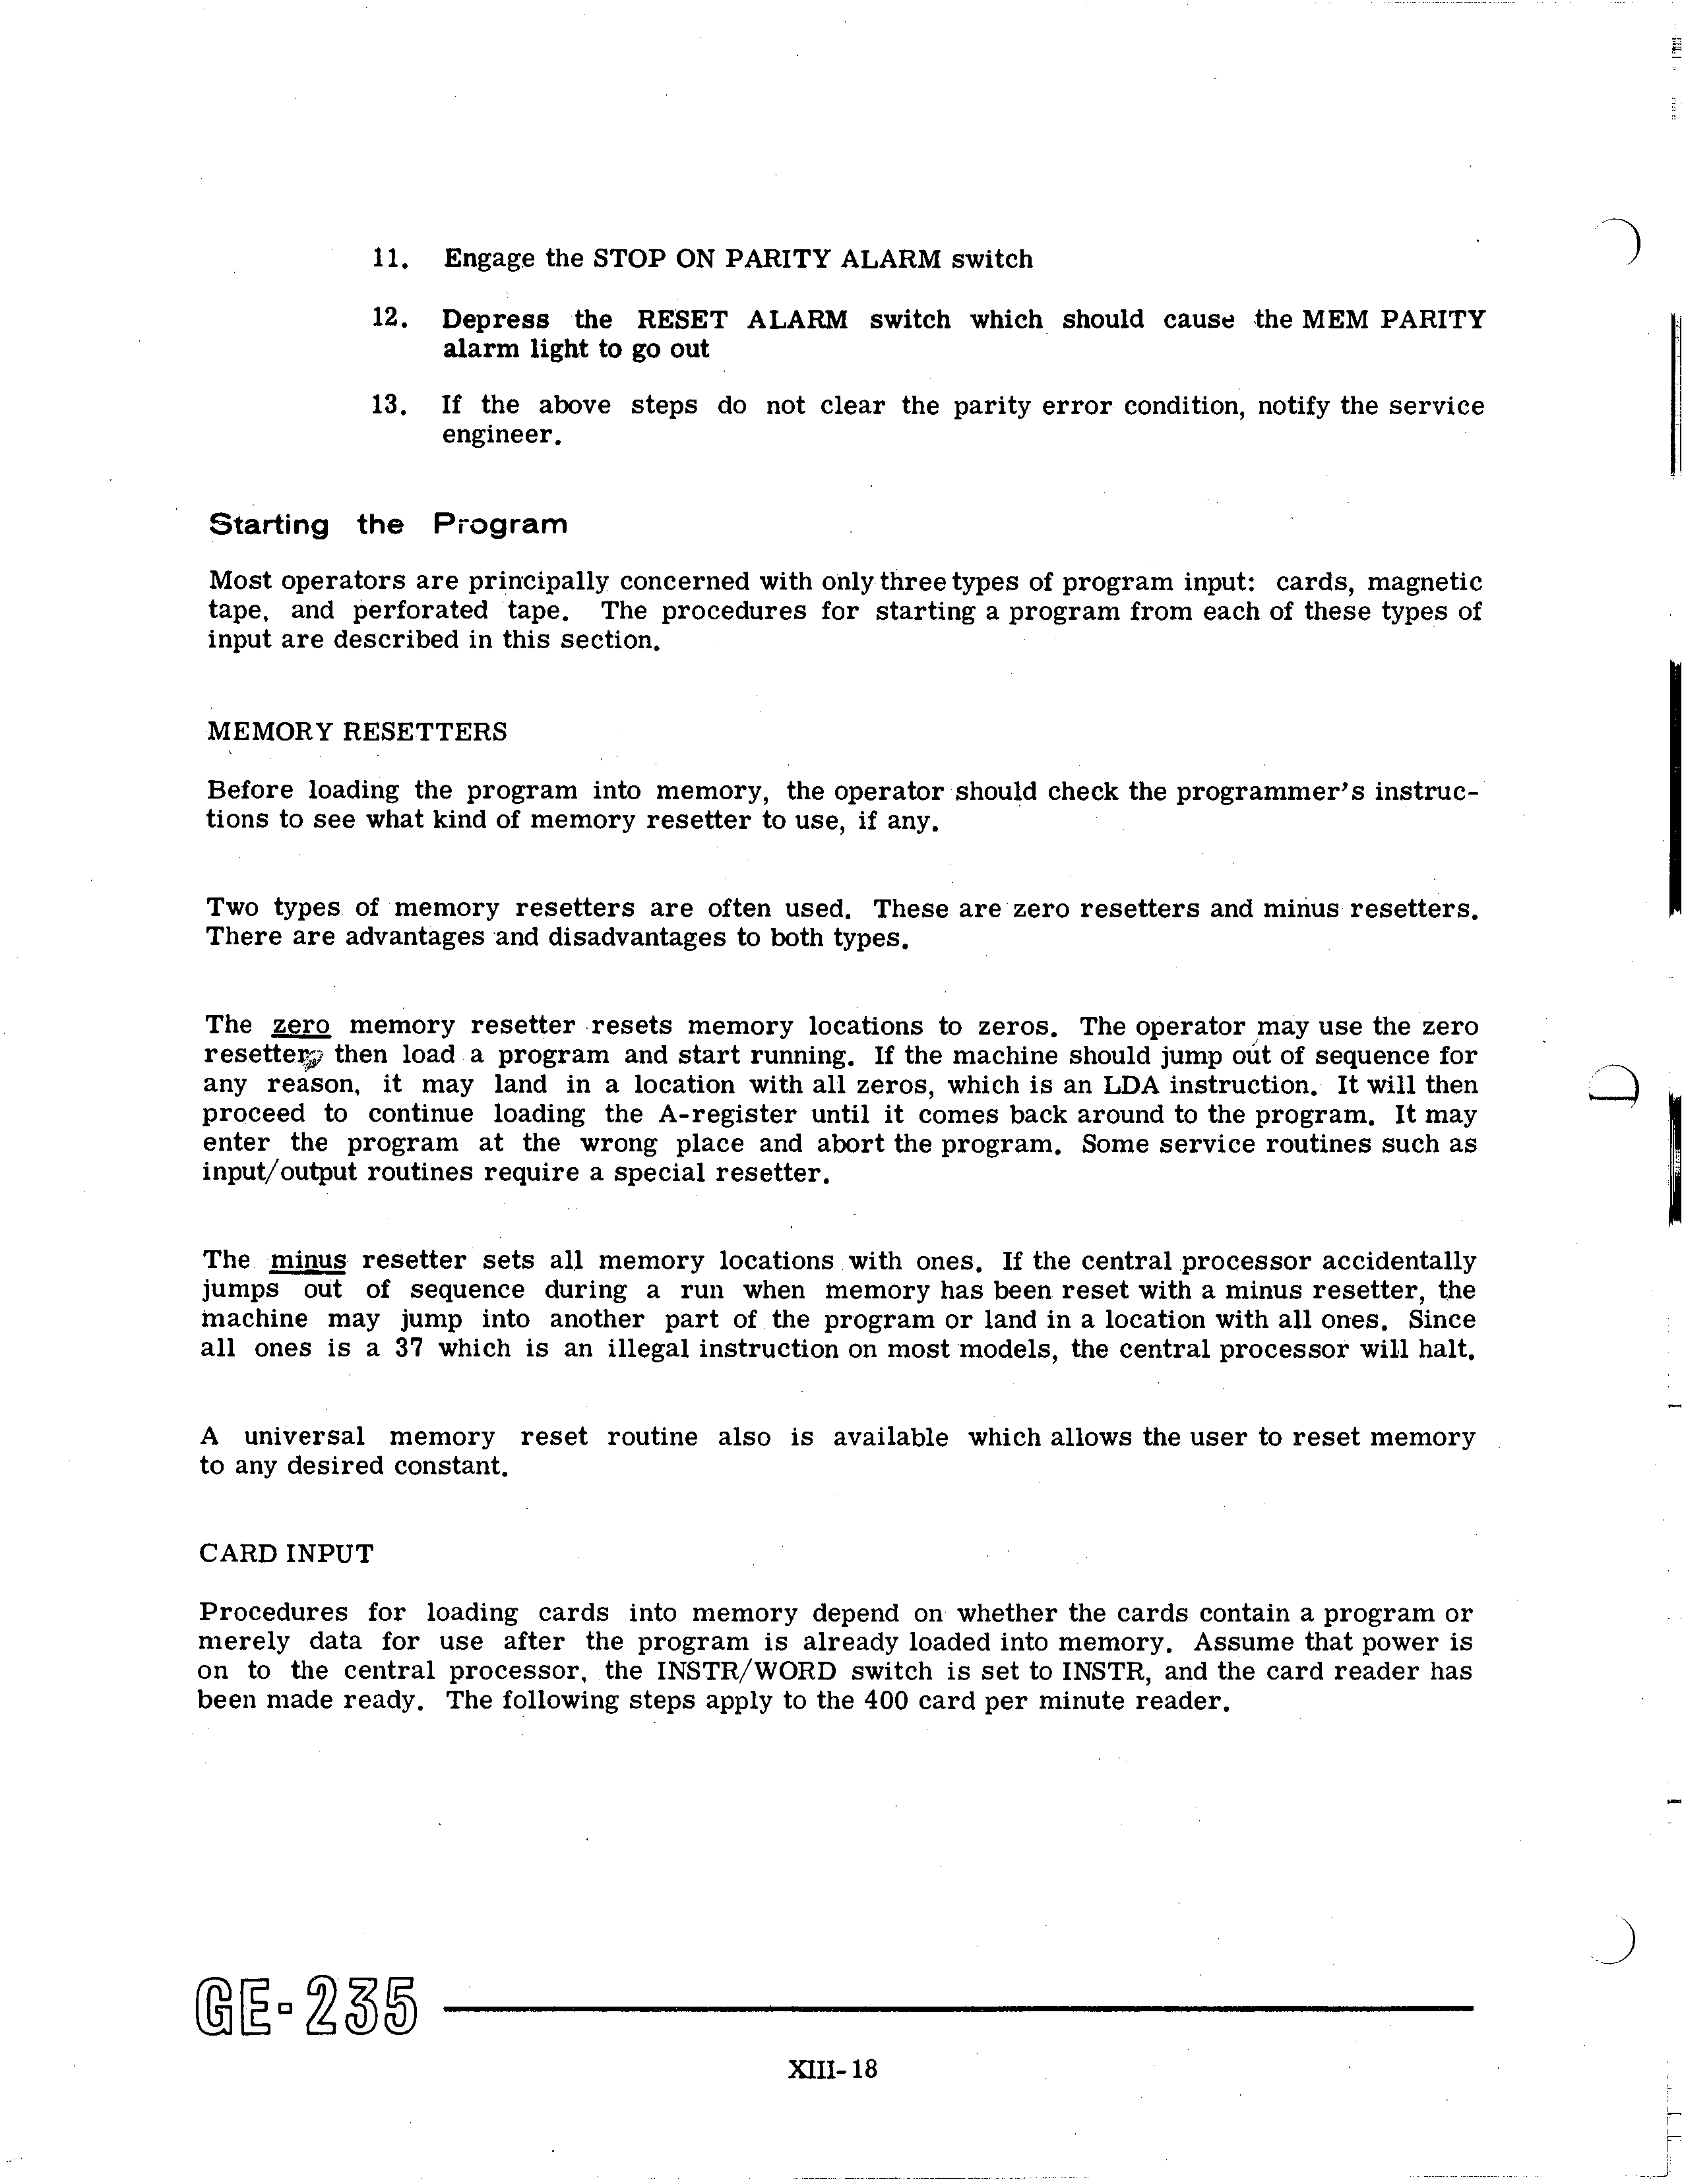 11. Engage the STOP ON PARITY ALARM switch
12. Depress the RESET ALARM switch which should cause the MEM PARITY
alarm light to go out
13. If the above steps do not clear the parity error condition, notify the service
engineer.
Starting the Program
Most operators are principally concerned with only three types of program input: cards, magnetic
tape, and perforated tape. The procedures for starting a program from each of these types of
input are described in this section.
MEMORY RESETTERS
Before loading the program into memory, the operator should check the programmer's instruc-
tions to see what kind of memory resetter to use, if any.
Two types of memory resetters are often used. These are zero resetters and minus resetters.
There are advantages and disadvantages to both types.
The zero memory resetter resets memory locations to zeros. The operator may use the zero
resetter, then load a program and start running. If the machine should jump out of sequence for
any reason, it may land in a location with all zeros, which is an LDA instruction. It will then
proceed to continue loading the A-register until it comes back around to the program. It may
enter the program at the wrong place and abort the program. Some service routines such as
input/output routines require a special resetter.
The minus resetter sets all memory locations with ones. If the central processor accidentally
jumps out of sequence during a run when memory has been reset with a minus resetter, the
machine may jump into another part of the program or land in a location with all ones. Since
all ones is a 37 which is an illegal instruction on most models, the central processor will halt.
A universal memory reset routine also is available which allows the user to reset memory
to any desired constant.
CARD INPUT
Procedures for loading cards into memory depend on whether the cards contain a program or
merely data for use after the program is already loaded into memory. Assume that power is
on to the central processor, the INSTR/WORD switch is set to INSTR, and the card reader has
been made ready. The following steps apply to the 400 card per minute reader.
GE-235
XIII-18